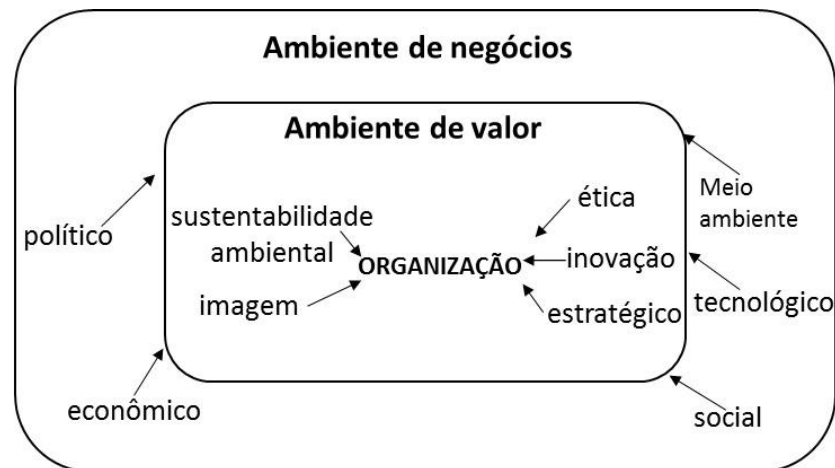 Ambiente de negócios
Ambiente de valor
político
sustentabilidade
ambiental
imagem
ORGANIZAÇÃO
ética
inovação
estratégico
Meio
ambiente
tecnológico
econômico
social